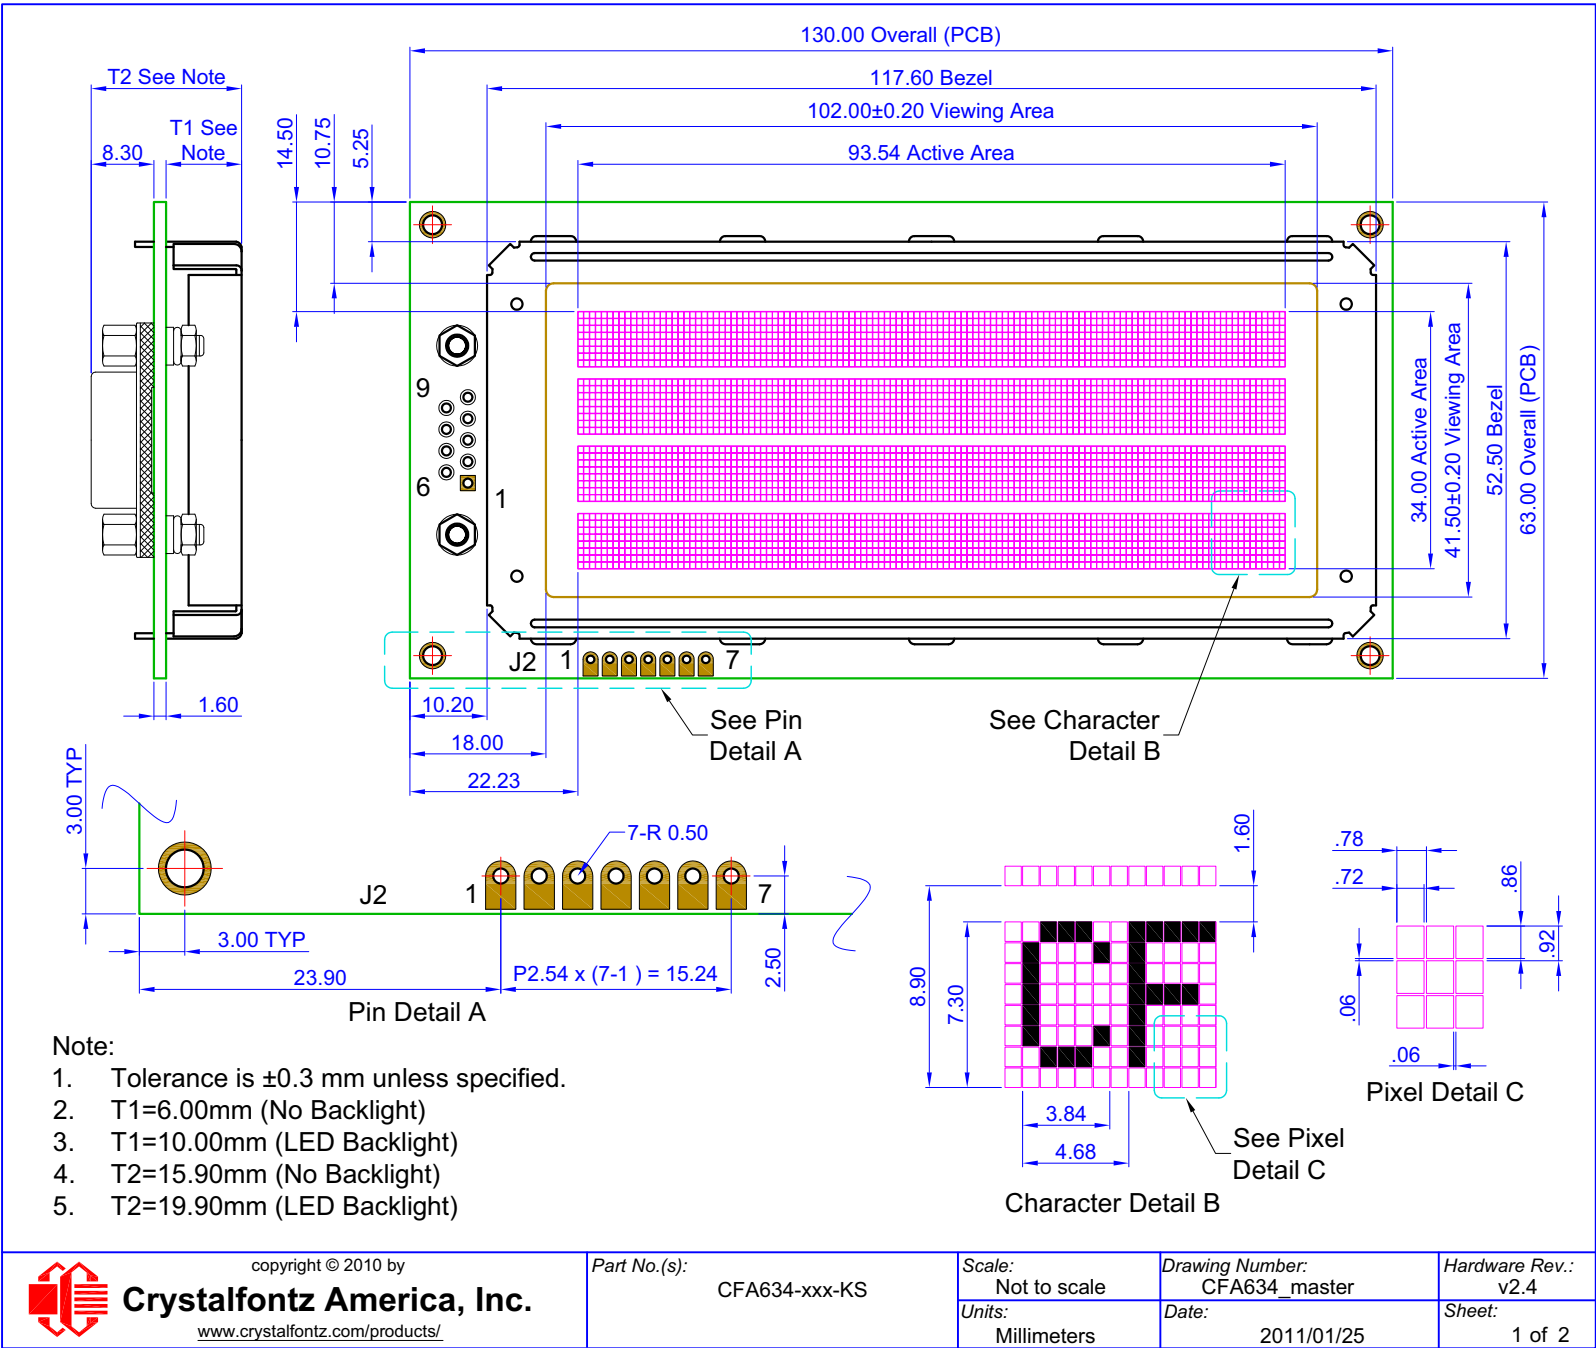 130.00 Overall (PCB)
T2 See Note
117.60 Bezel
102.00±0.20 Viewing Area
T1 See
Note
8.30
14.50
10.75
5.25
93.54 Active Area
9
6
1
34.00 Active Area
41.50±0.20 Viewing Area
52.50 Bezel
63.00 Overall (PCB)
J2 1 7
1.60
10.20
18.00
22.23
See Pin
Detail A
See Character
Detail B
3.00 TYP
7-R 0.50
J2 1 7
3.00 TYP
23.90
P2.54 x (7-1 ) = 15.24
2.50
Pin Detail A
1.60
8.90
7.30
3.84
4.68
See Pixel
Detail C
Character Detail B
.78
.72
.86
.92
.06
.06
Pixel Detail C
Note:
1. Tolerance is ±0.3 mm unless specified.
2. T1=6.00mm (No Backlight)
3. T1=10.00mm (LED Backlight)
4. T2=15.90mm (No Backlight)
5. T2=19.90mm (LED Backlight)
copyright © 2010 by
Crystalfontz America, Inc.
www.crystalfontz.com/products/
Part No.(s):
CFA634-xxx-KS
Scale:
Not to scale
Units:
Millimeters
Drawing Number:
CFA634_master
Date:
2011/01/25
Hardware Rev.:
v2.4
Sheet:
1 of 2